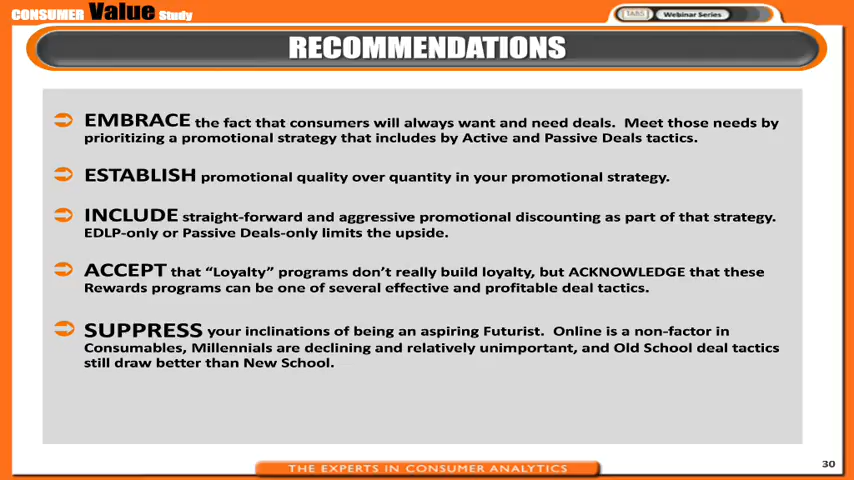 CONSUMER Value Study
TABS Webinar Series
RECOMMENDATIONS
EMBRACE the fact that consumers will always want and need deals. Meet those needs by
prioritizing a promotional strategy that includes by Active and Passive Deals tactics.
ESTABLISH promotional quality over quantity in your promotional strategy.
INCLUDE straight-forward and aggressive promotional discounting as part of that strategy.
EDLP-only or Passive Deals-only limits the upside.
ACCEPT that “Loyalty” programs don’t really build loyalty, but ACKNOWLEDGE that these
Rewards programs can be one of several effective and profitable deal tactics.
SUPPRESS your inclinations of being an aspiring Futurist. Online is a non-factor in
Consumables, Millennials are declining and relatively unimportant, and Old School deal tactics
still draw better than New School.
THE EXPERTS IN CONSUMER ANALYTICS
30